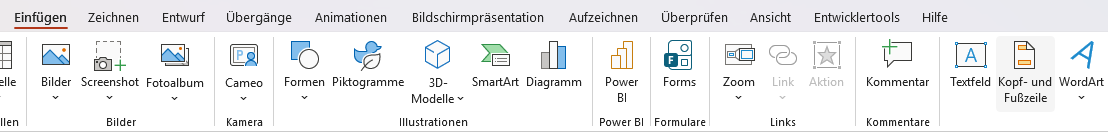 Einfügen Zeichnen Entwurf Übergänge Animationen Bildschirmpräsentation Aufzeichnen Überprüfen Ansicht Entwicklertools Hilfe
elle Bilder Screenshot Fotoalbum Cameo Formen Piktogramme 3D- SmartArt Diagramm Power Forms Zoom Link Aktion Kommentar Textfeld Kopf- und WordArt
Modelle BI Fußzeile
llen Bilder Kamera Illustrationen Power BI Formulare Links Kommentare